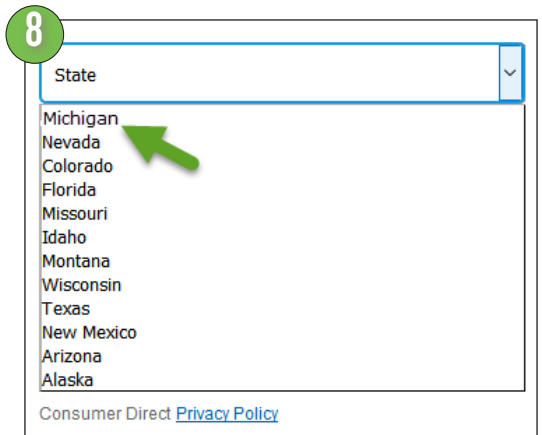 8
State
Michigan
Nevada
Colorado
Florida
Missouri
Idaho
Montana
Wisconsin
Texas
New Mexico
Arizona
Alaska
Consumer Direct Privacy Policy